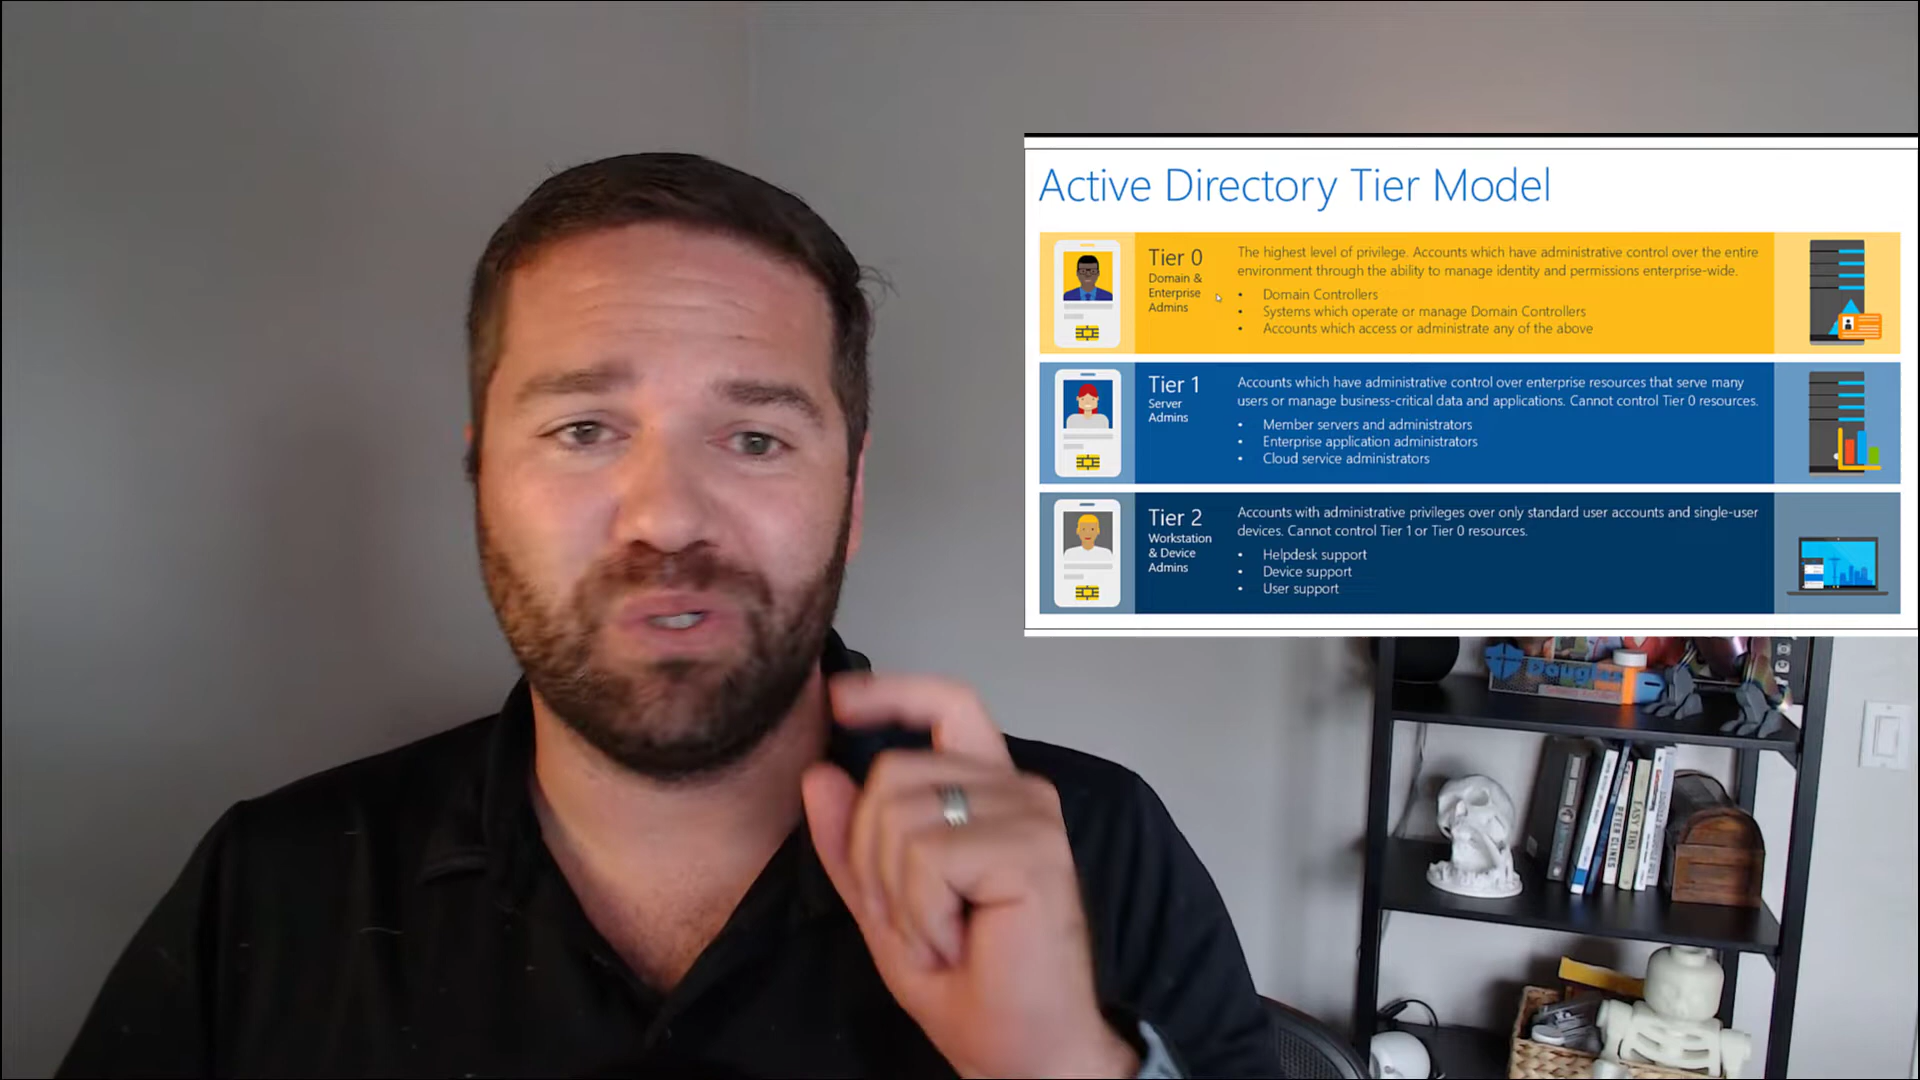 Active Directory Tier Model
Tier 0
Domain &
Enterprise
Admins
The highest level of privilege. Accounts which have administrative control over the entire
environment through the ability to manage identity and permissions enterprise-wide.
• Domain Controllers
• Systems which operate or manage Domain Controllers
• Accounts which access or administrate any of the above
Tier 1
Server
Admins
Accounts which have administrative control over enterprise resources that serve many
users or manage business-critical data and applications. Cannot control Tier 0 resources.
• Member servers and administrators
• Enterprise application administrators
• Cloud service administrators
Tier 2
Workstation
& Device
Admins
Accounts with administrative privileges over only standard user accounts and single-user
devices. Cannot control Tier 1 or Tier 0 resources.
• Helpdesk support
• Device support
• User support
Douglas
PETER CLINES
EASY TIKI